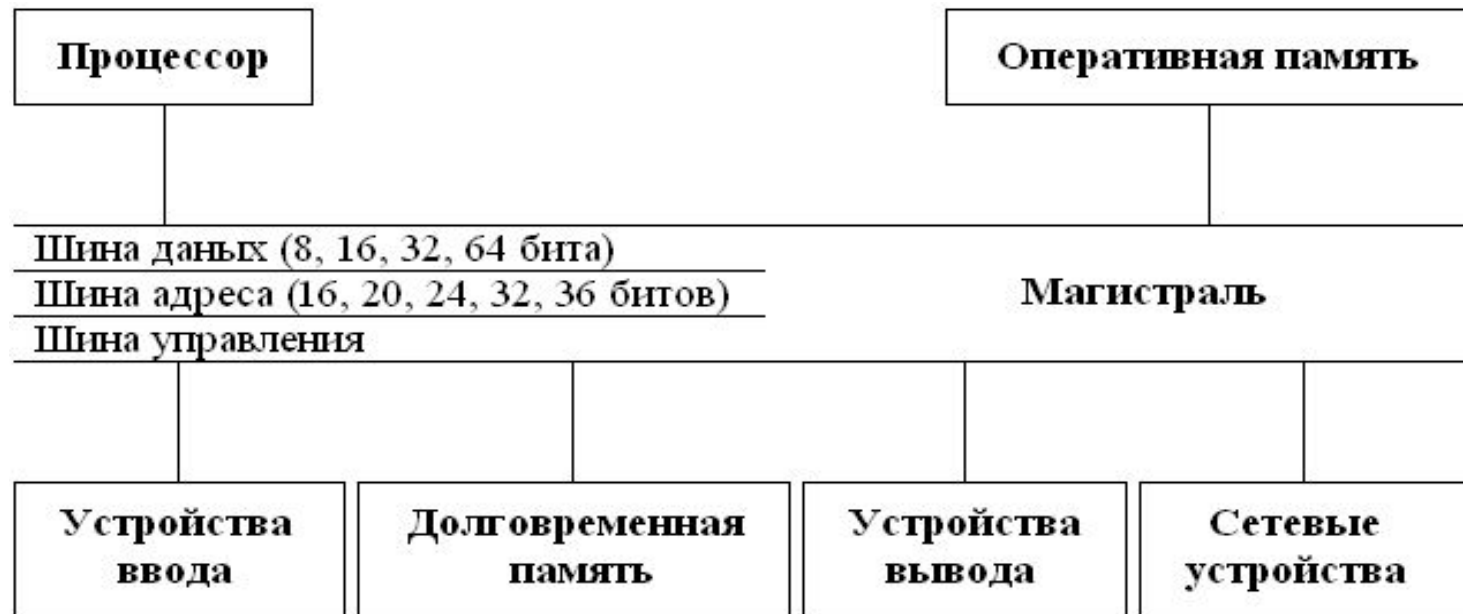 Процессор
Оперативная память
Шина даных (8, 16, 32, 64 бита)
Шина адреса (16, 20, 24, 32, 36 битов)
Магистраль
Шина управления
Устройства
ввода
Долговременная
память
Устройства
вывода
Сетевые
устройства